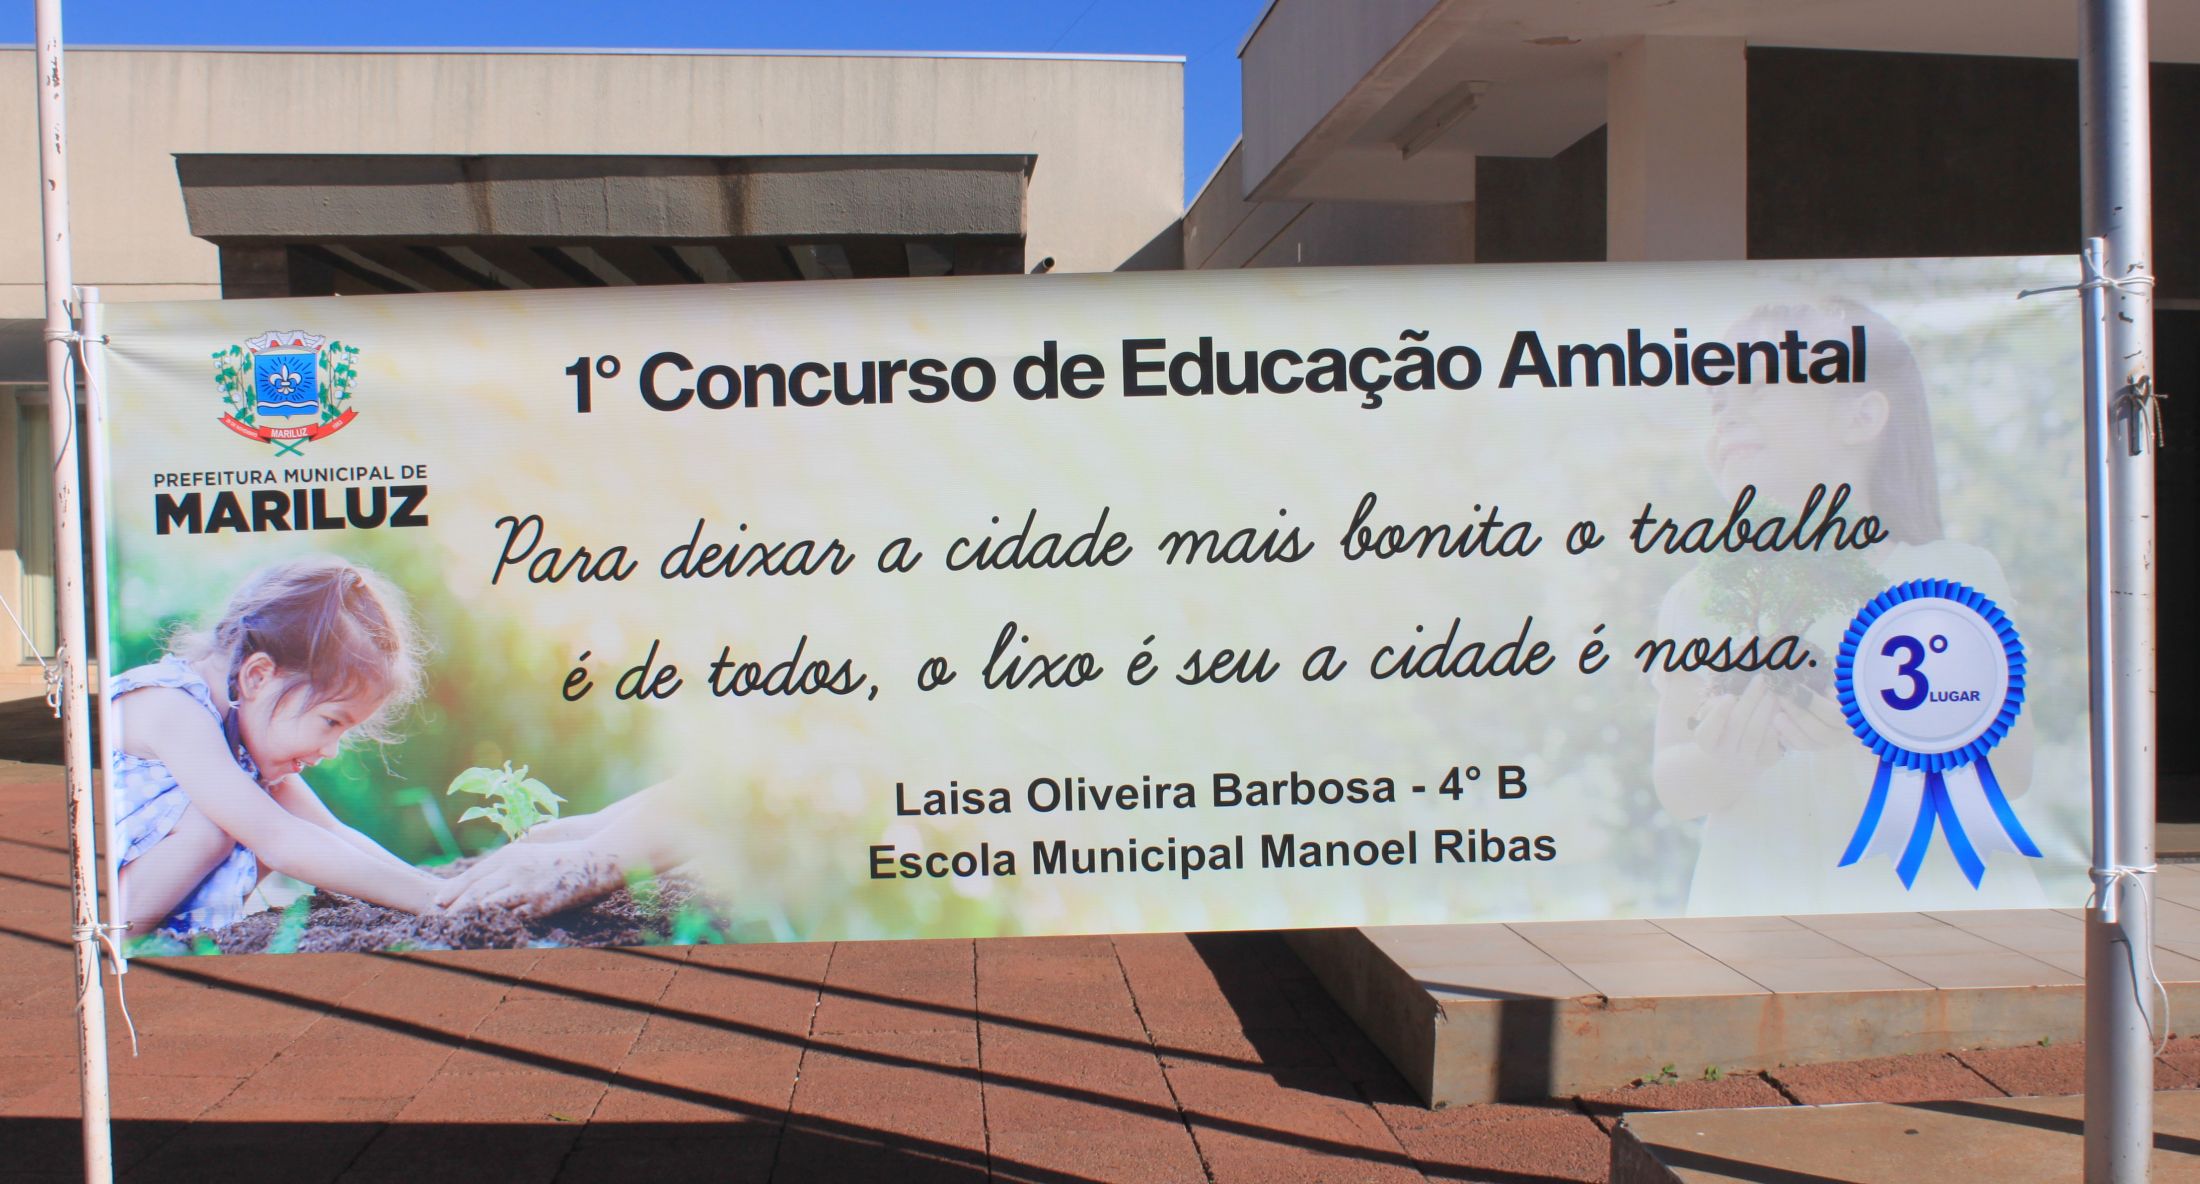 1° Concurso de Educação Ambiental
MARILUZ
PREFEITURA MUNICIPAL DE
MARILUZ
Para deixar a cidade mais bonita o trabalho
é de todos, o lixo é seu a cidade é nossa.
3° LUGAR
Laisa Oliveira Barbosa - 4° B
Escola Municipal Manoel Ribas